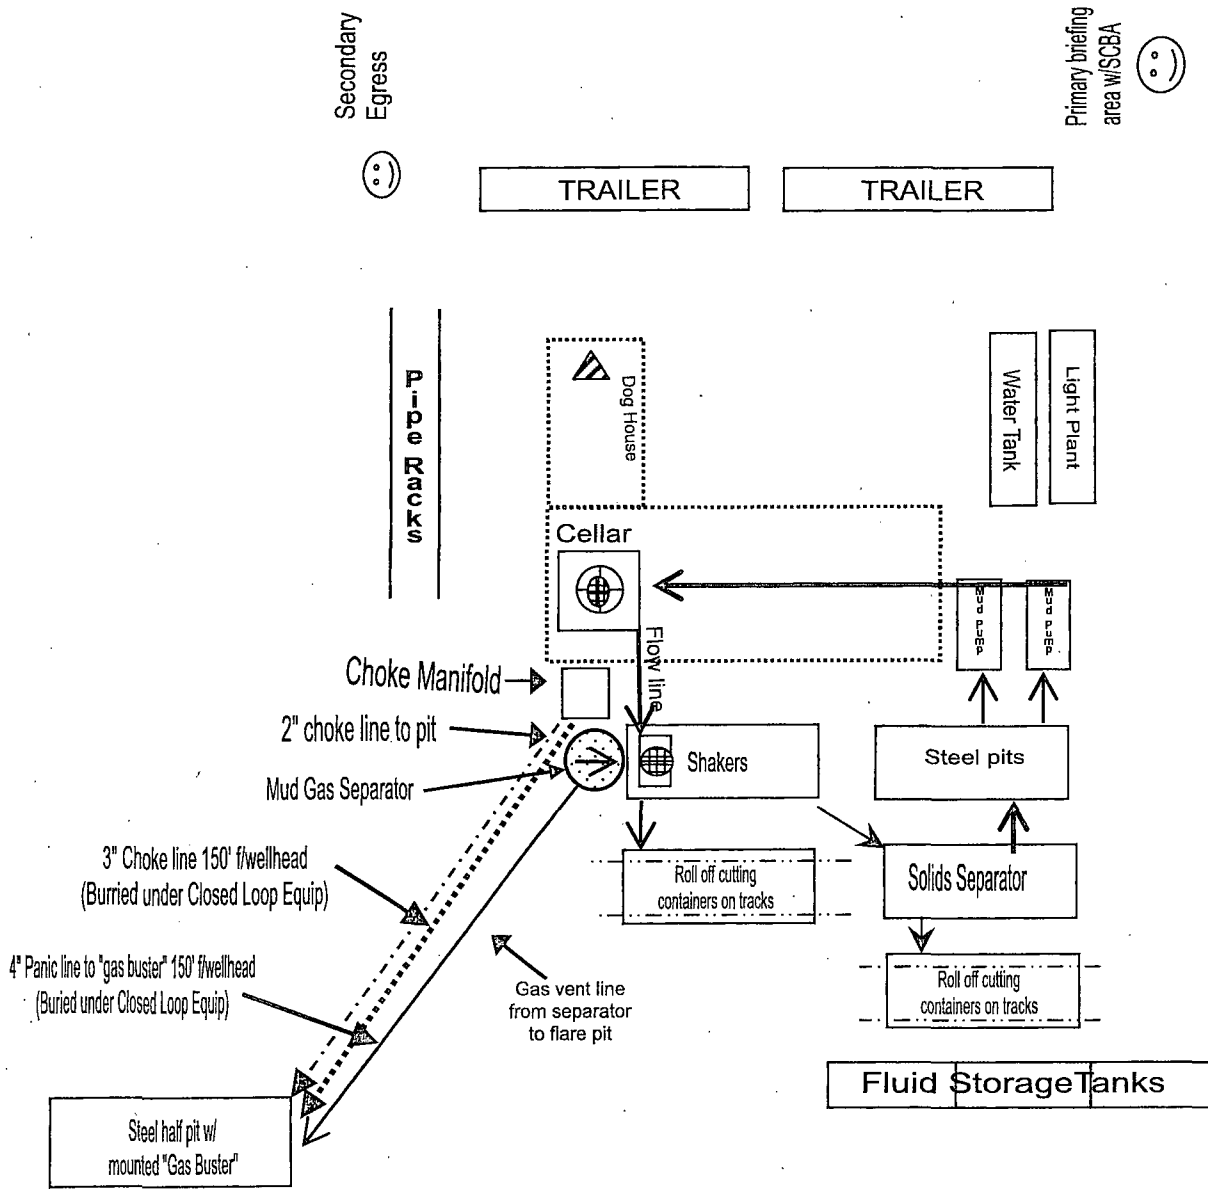 Secondary
Egress
Primary briefing
area w/SCBA
TRAILER
TRAILER
Pipe Racks
Dog House
Water Tank
Light Plant
Cellar
Mud Pump
Mud Pump
Flow line
Choke Manifold
2" choke line to pit
Mud Gas Separator
Shakers
Steel pits
3" Choke line 150' f/wellhead
(Burried under Closed Loop Equip)
Roll off cutting
containers on tracks
Solids Separator
4" Panic line to "gas buster" 150' f/wellhead
(Buried under Closed Loop Equip)
Gas vent line
from separator
to flare pit
Roll off cutting
containers on tracks
Fluid StorageTanks
Steel half pit w/
mounted "Gas Buster"